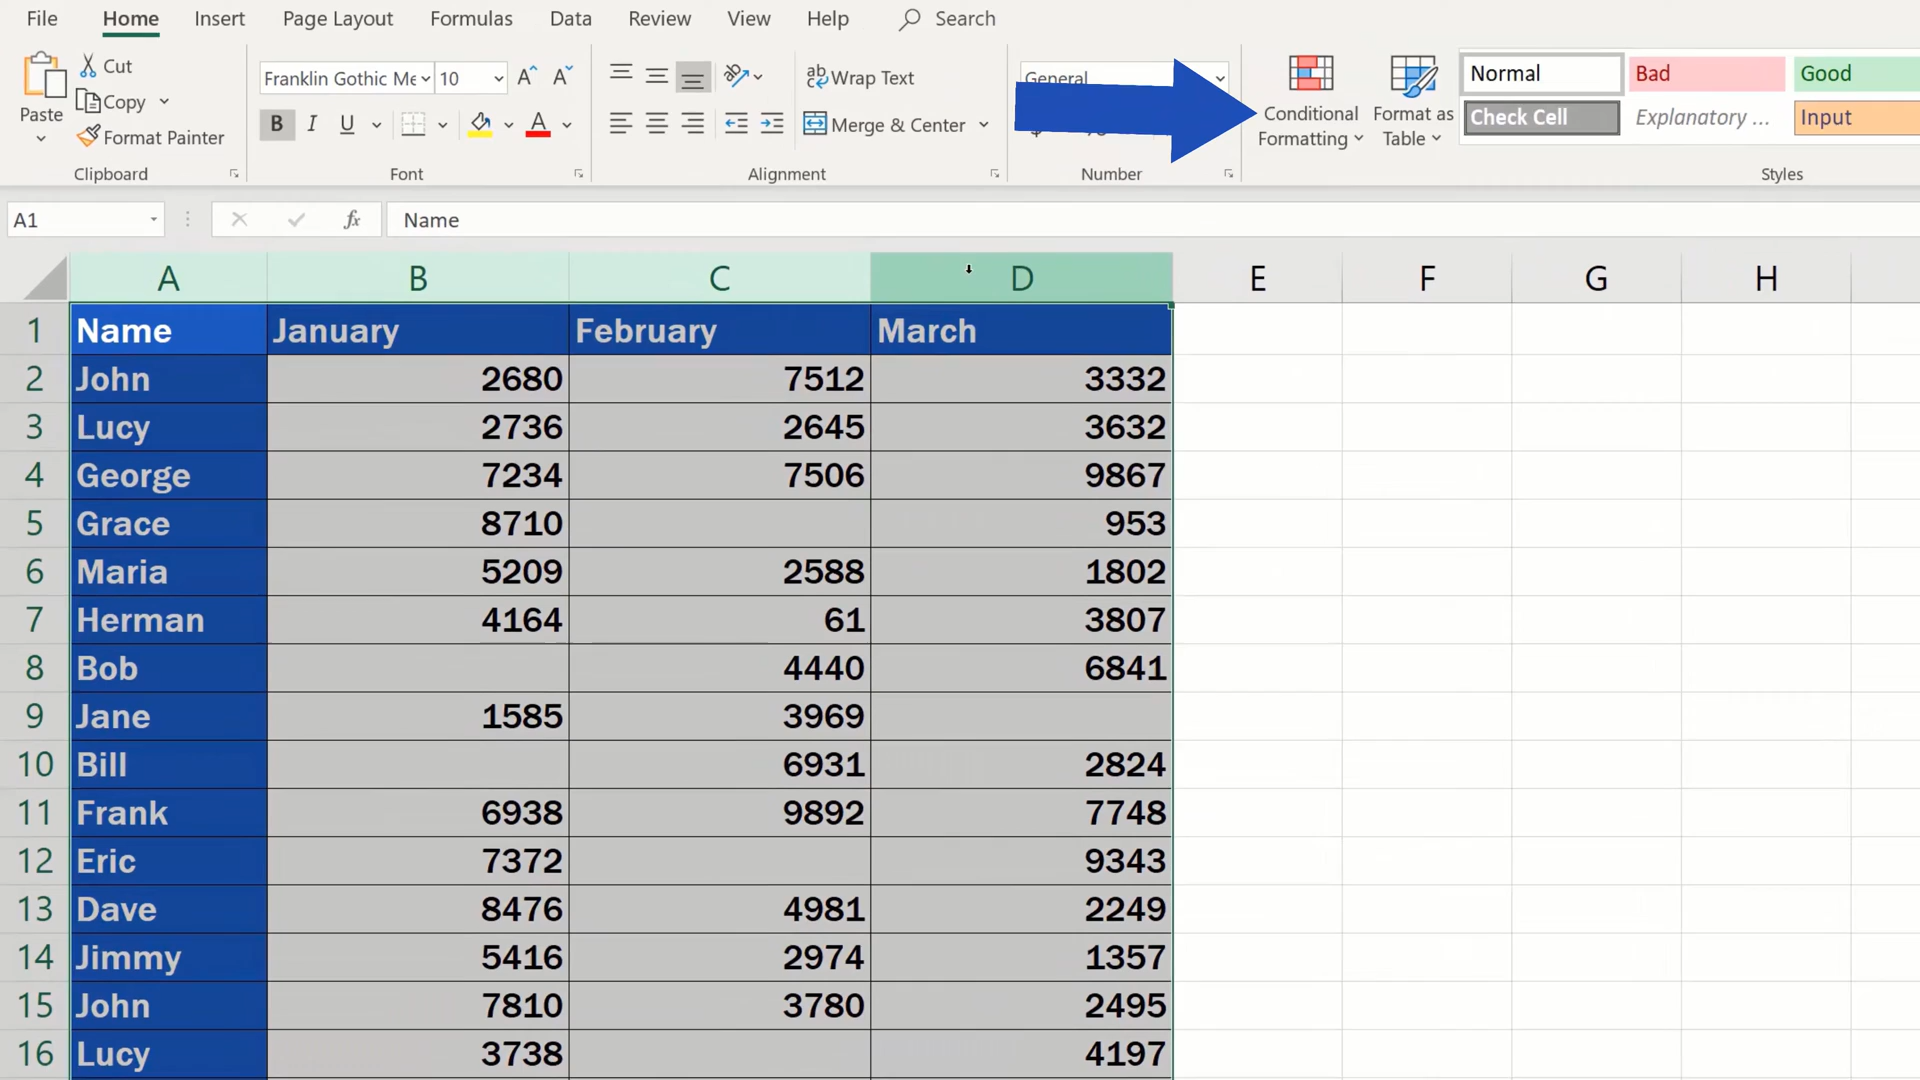 File Home Insert Page Layout Formulas Data Review View Help Search
Paste Cut Copy Format Painter Clipboard
Franklin Gothic Me 10 A A
B I U A Font
ab Wrap Text
Merge & Center Alignment
General
$ Number
Conditional Formatting
Format as Table
Normal Bad Good
Check Cell Explanatory ... Input
Styles
A1 fx Name
A B C D E F G H
1 Name January February March
2 John 2680 7512 3332
3 Lucy 2736 2645 3632
4 George 7234 7506 9867
5 Grace 8710 953
6 Maria 5209 2588 1802
7 Herman 4164 61 3807
8 Bob 4440 6841
9 Jane 1585 3969
10 Bill 6931 2824
11 Frank 6938 9892 7748
12 Eric 7372 9343
13 Dave 8476 4981 2249
14 Jimmy 5416 2974 1357
15 John 7810 3780 2495
16 Lucy 3738 4197